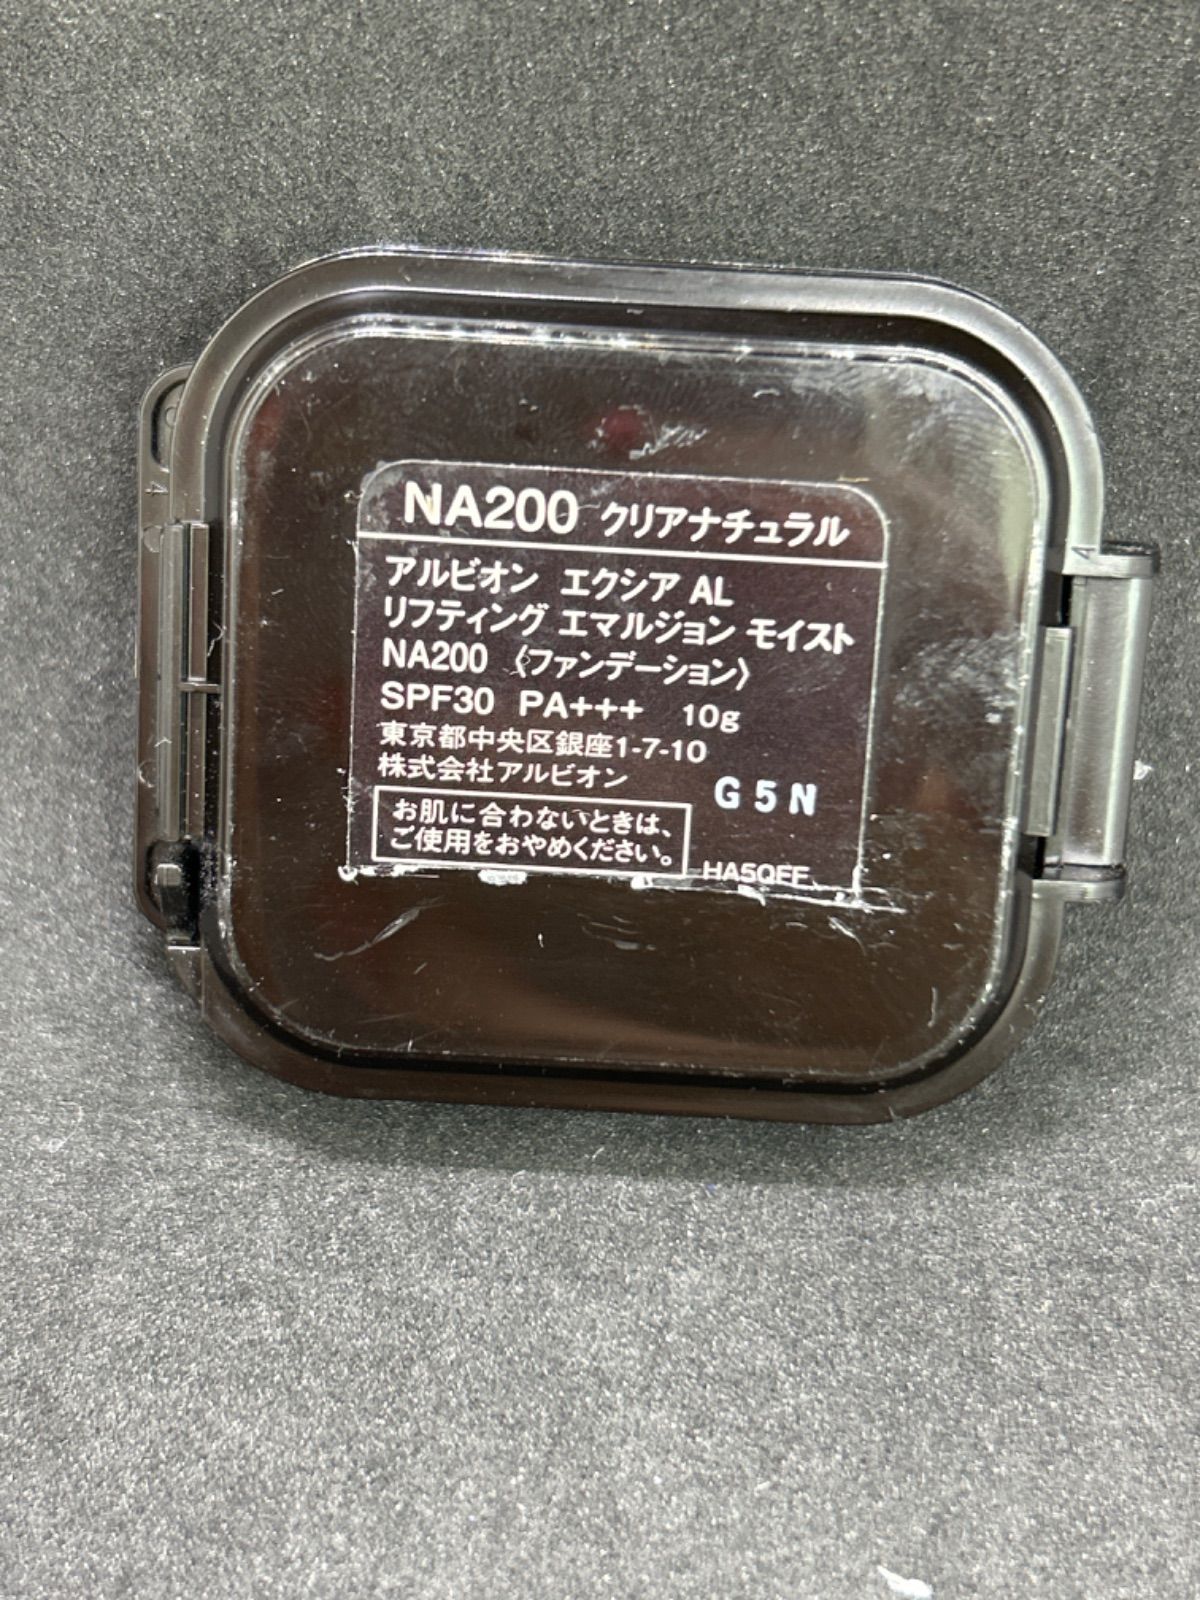 NA200 クリアナチュラル
アルビオン エクシア AL
リフティング エマルジョン モイスト
NA200 〈ファンデーション〉
SPF30 PA+++ 10g
東京都中央区銀座1-7-10
株式会社アルビオン
G5N
お肌に合わないときは、
ご使用をおやめください。
4
4